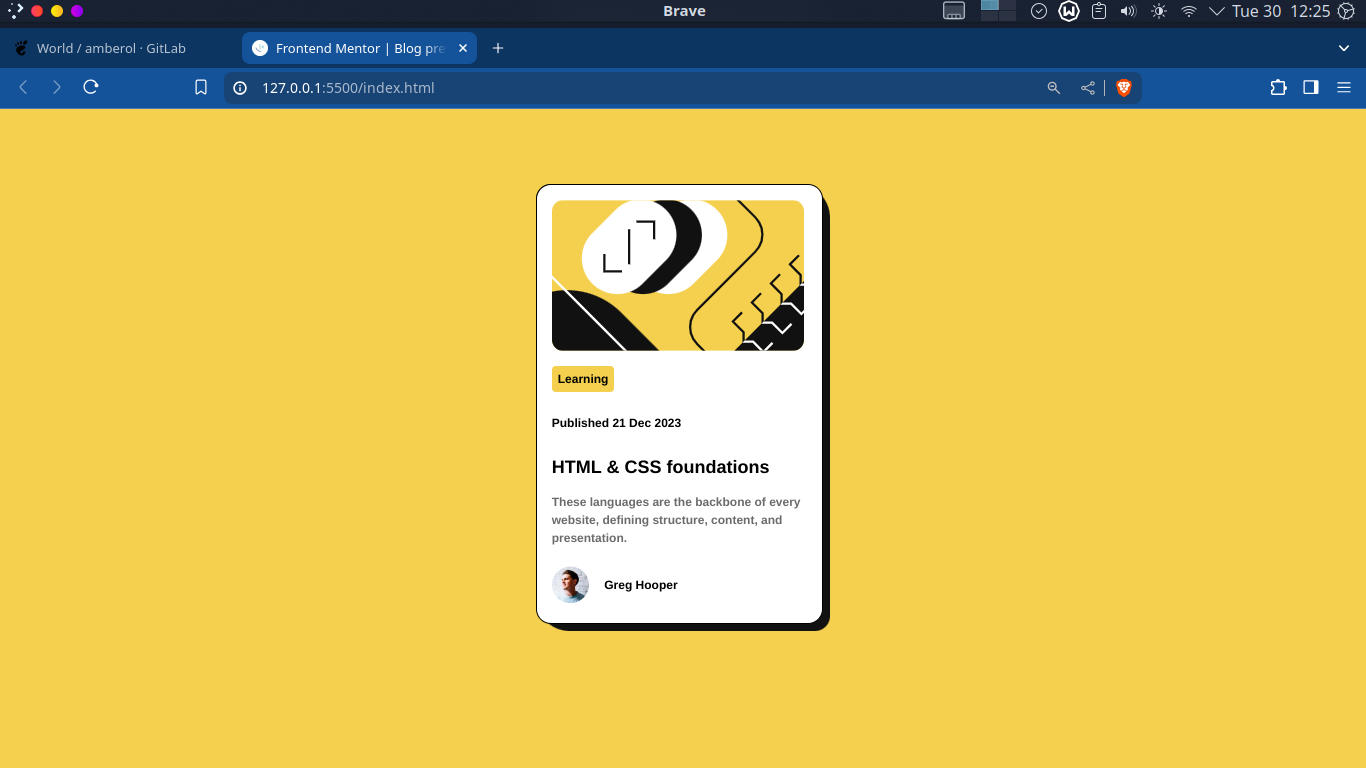 Brave
Tue 30 12:25
World / amberol · GitLab
Frontend Mentor | Blog pre
127.0.0.1:5500/index.html
Learning
Published 21 Dec 2023
HTML & CSS foundations
These languages are the backbone of every
website, defining structure, content, and
presentation.
Greg Hooper